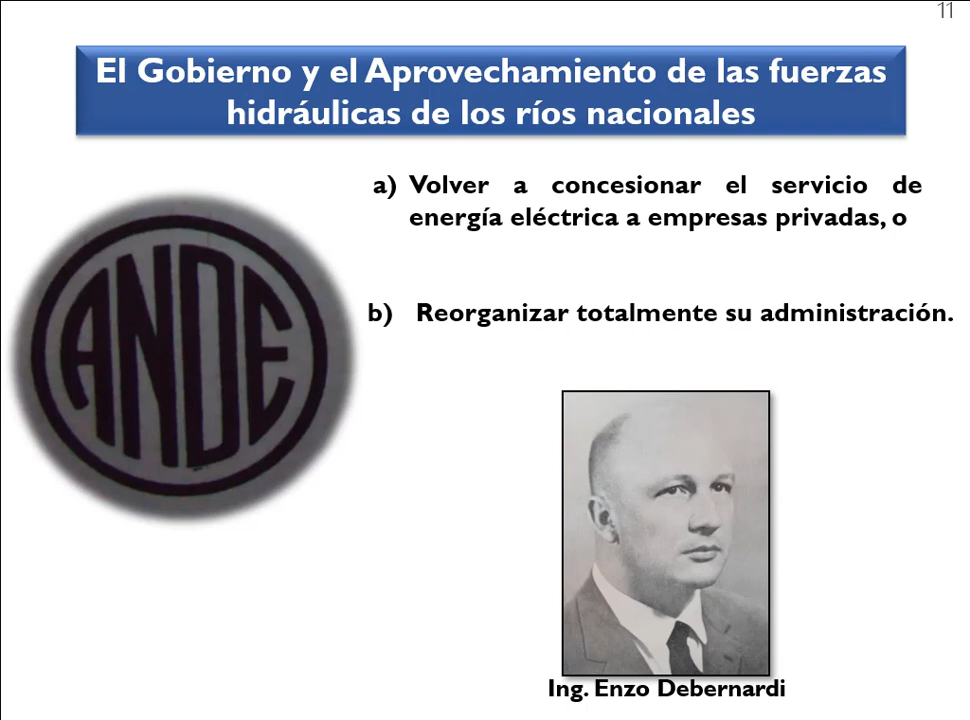 11
El Gobierno y el Aprovechamiento de las fuerzas
hidráulicas de los ríos nacionales
a) Volver a concesionar el servicio de
energía eléctrica a empresas privadas, o
ANDE
b) Reorganizar totalmente su administración.
Ing. Enzo Debernardi